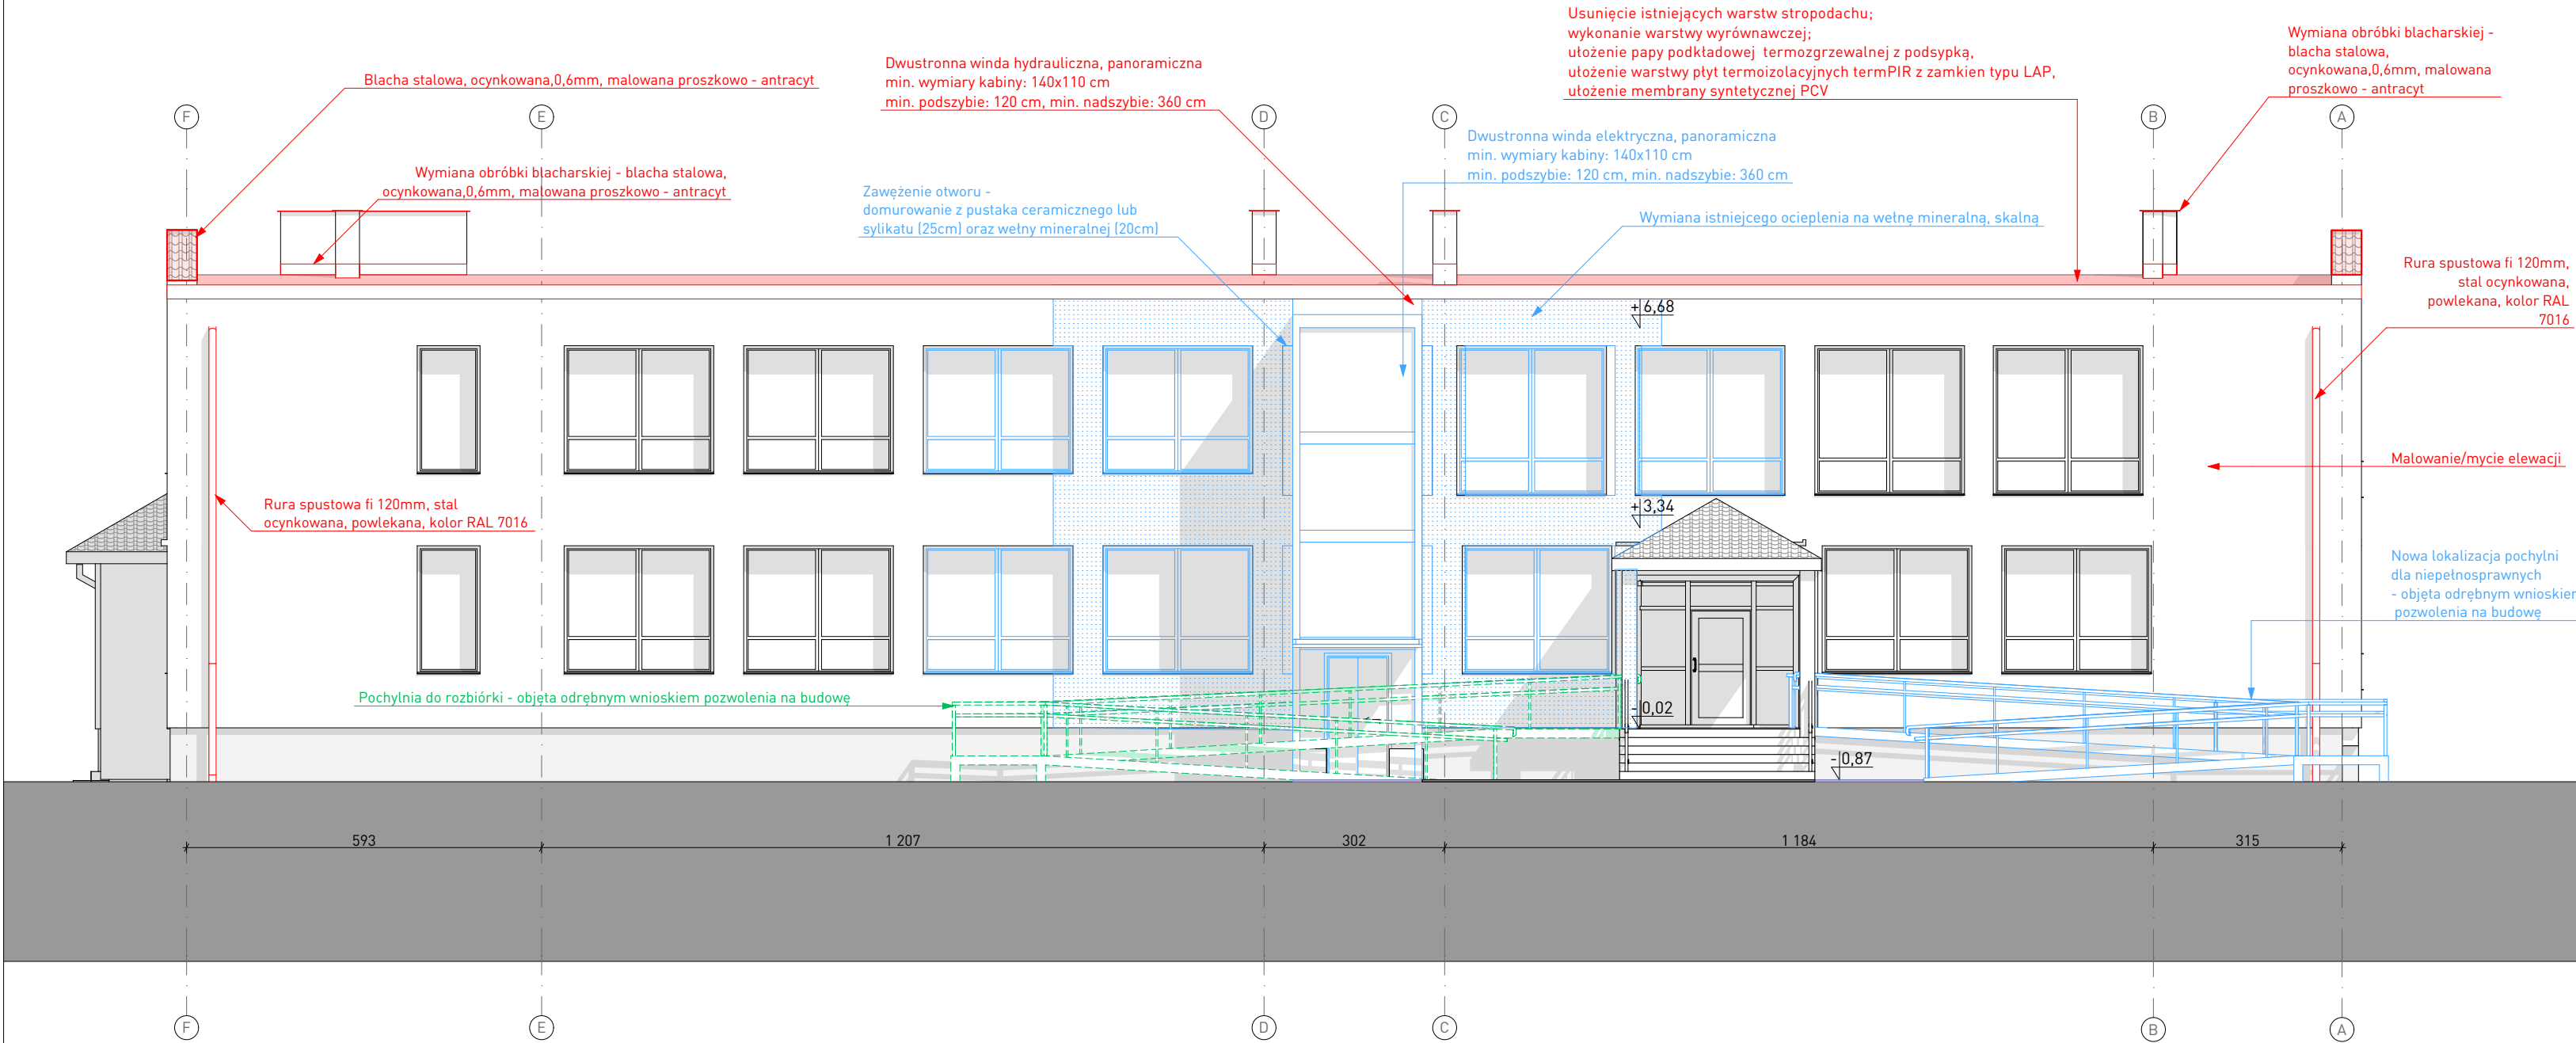 Usunięcie istniejących warstw stropodachu;
wykonanie warstwy wyrównawczej;
ułożenie papy podkładowej termozgrzewalnej z podsypką,
ułożenie warstwy płyt termoizolacyjnych termPIR z zamkien typu LAP,
ułożenie membrany syntetycznej PCV
Wymiana obróbki blacharskiej -
blacha stalowa,
ocynkowana,0,6mm, malowana
proszkowo - antracyt
Dwustronna winda hydrauliczna, panoramiczna
min. wymiary kabiny: 140x110 cm
min. podszybie: 120 cm, min. nadszybie: 360 cm
Blacha stalowa, ocynkowana,0,6mm, malowana proszkowo - antracyt
F
E
D
C
B
A
Dwustronna winda elektryczna, panoramiczna
min. wymiary kabiny: 140x110 cm
min. podszybie: 120 cm, min. nadszybie: 360 cm
Wymiana obróbki blacharskiej - blacha stalowa,
ocynkowana,0,6mm, malowana proszkowo - antracyt
Zawężenie otworu -
domurowanie z pustaka ceramicznego lub
sylikatu (25cm) oraz wełny mineralnej (20cm)
Wymiana istniejcego ocieplenia na wełnę mineralną, skalną
Rura spustowa fi 120mm,
stal ocynkowana,
powlekana, kolor RAL
7016
+ 6,68
Malowanie/mycie elewacji
Rura spustowa fi 120mm, stal
ocynkowana, powlekana, kolor RAL 7016
+ 3,34
Nowa lokalizacja pochylni
dla niepełnosprawnych
- objęta odrębnym wnioskiem
pozwolenia na budowę
Pochylnia do rozbiórki - objęta odrębnym wnioskiem pozwolenia na budowę
- 0,02
- 0,87
593
1 207
302
1 184
315
F
E
D
C
B
A